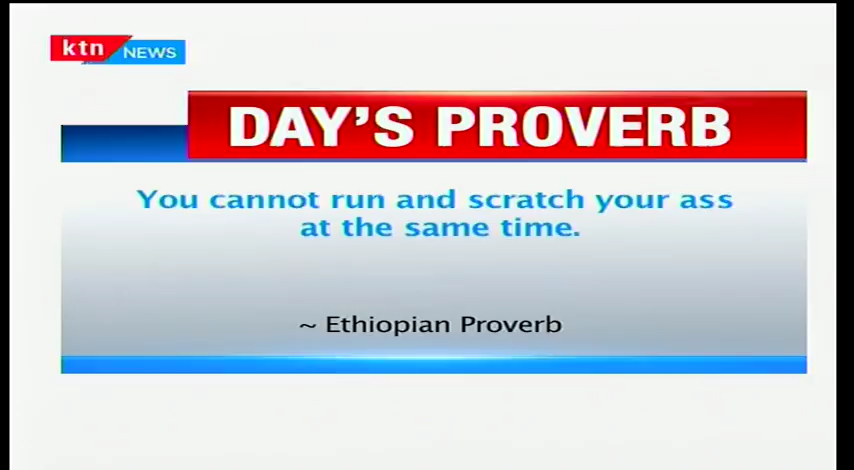 ktn NEWS
DAY'S PROVERB
You cannot run and scratch your ass
at the same time.
~ Ethiopian Proverb